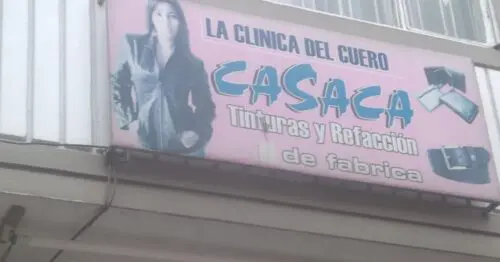 LA CLINICA DEL CUERO
CASACA
Tinturas y Refacción
de fabrica